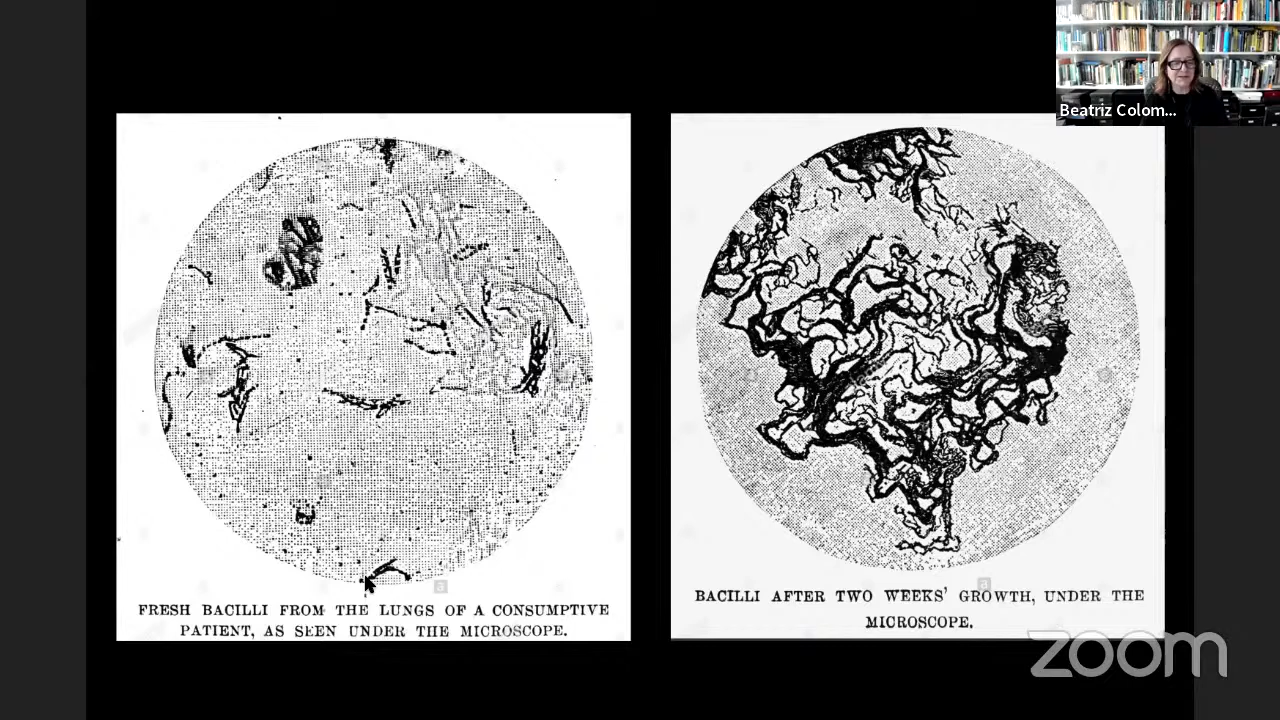 Beatriz Colom...
FRESH BACILLI FROM THE LUNGS OF A CONSUMPTIVE
PATIENT, AS SEEN UNDER THE MICROSCOPE.
BACILLI AFTER TWO WEEKS' GROWTH, UNDER THE
MICROSCOPE.
zoom